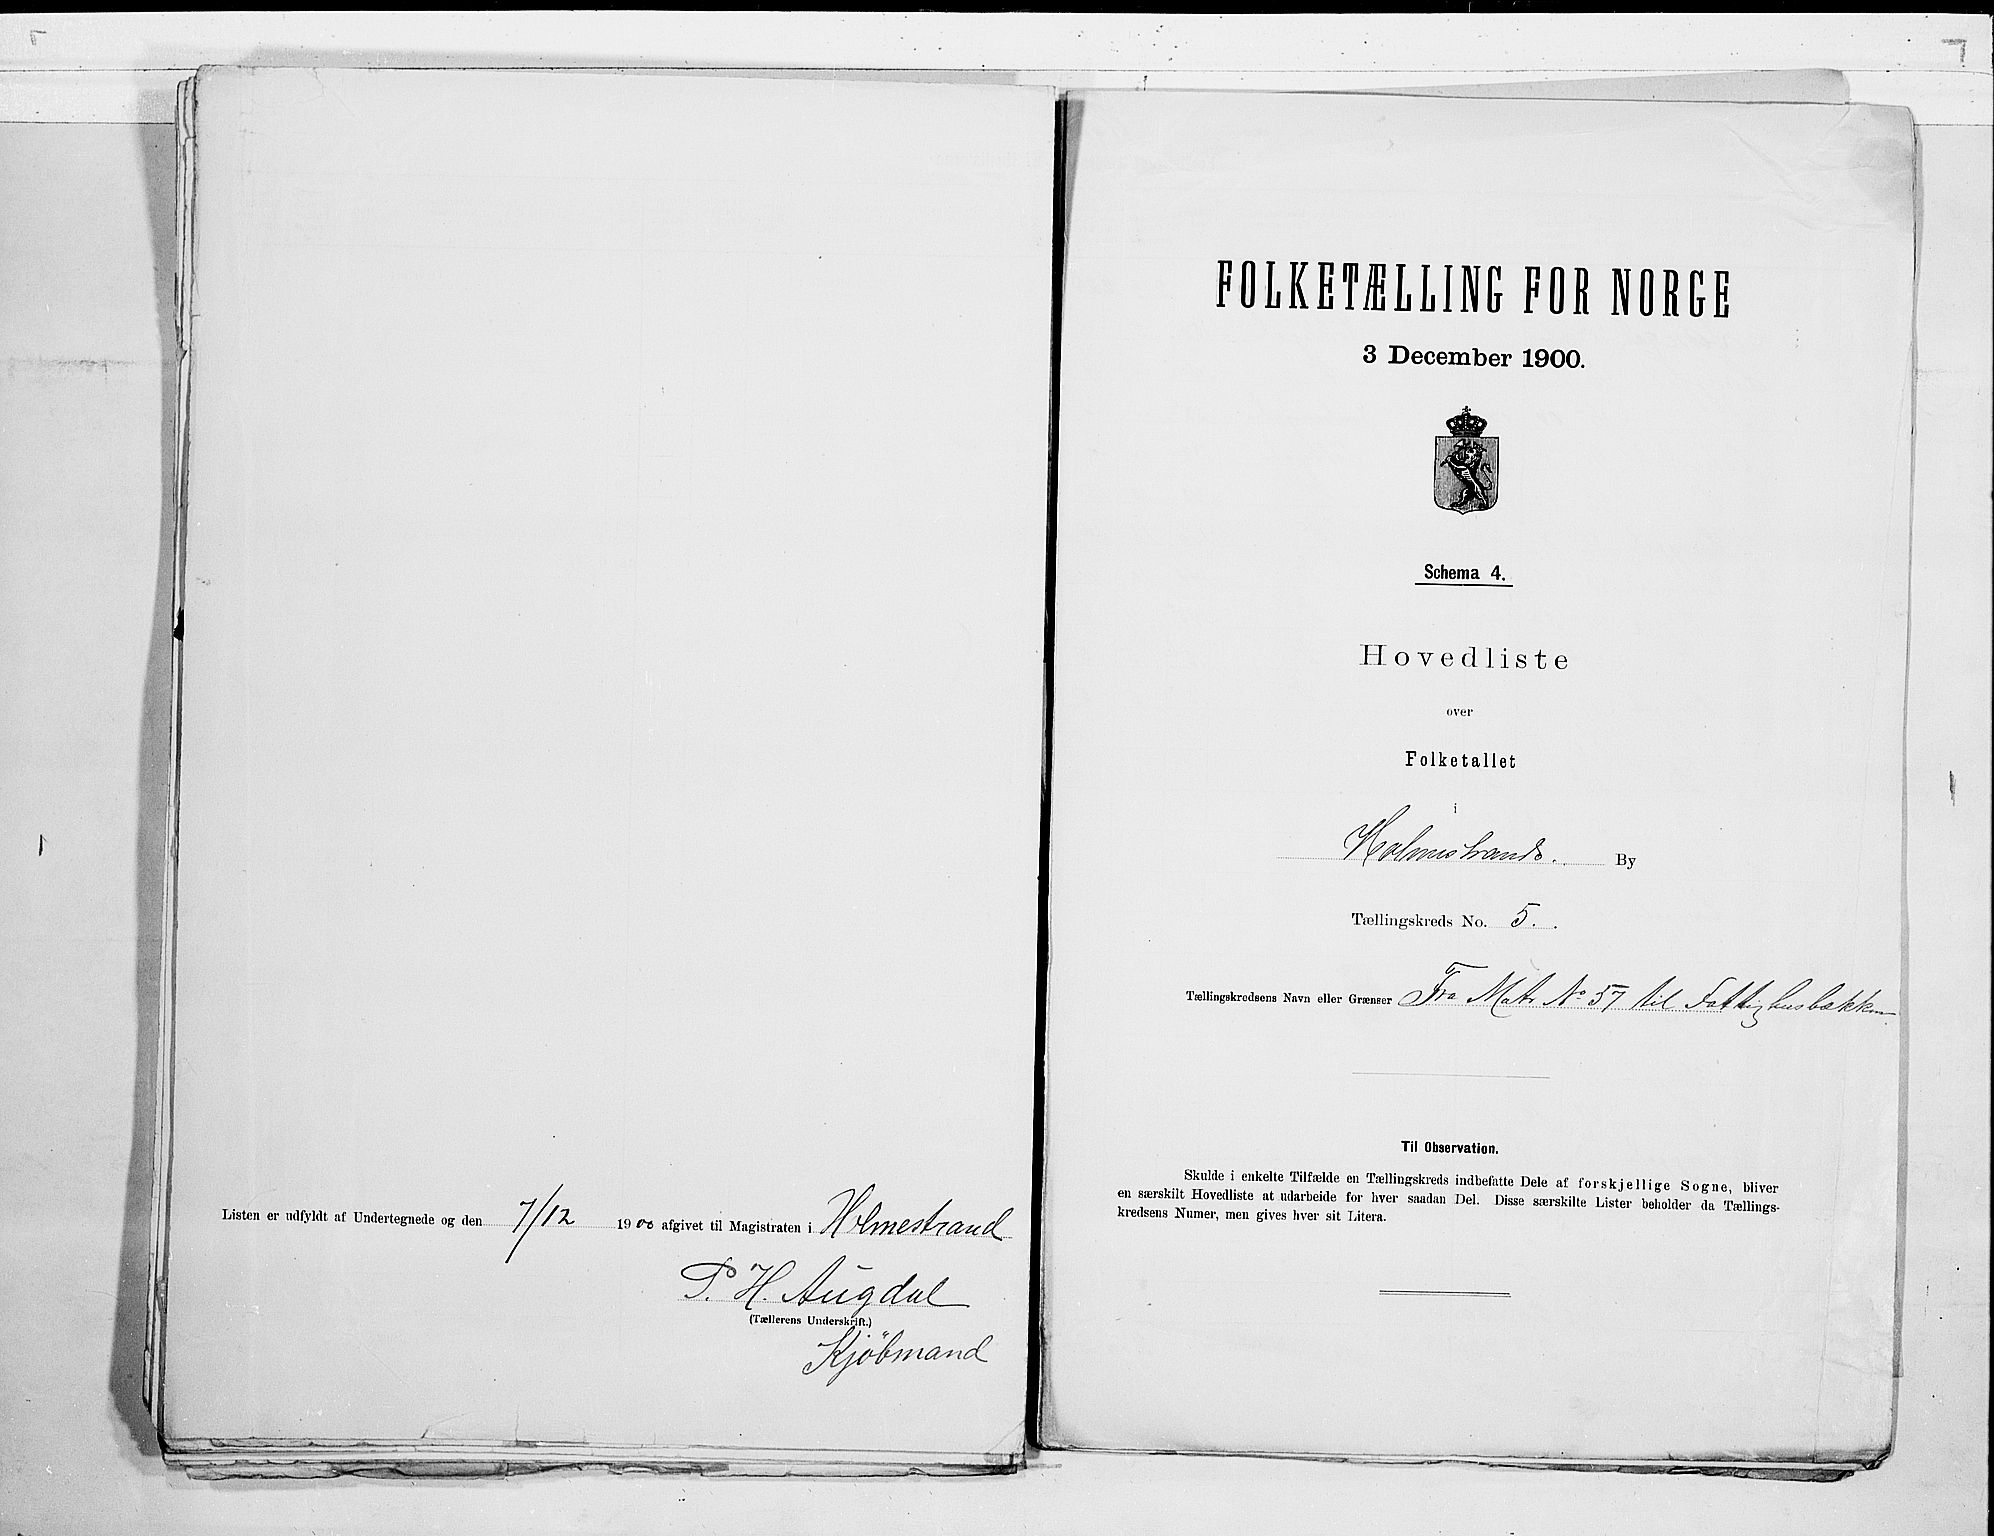 Listen er udfyldt af Undertegnede og den 7/12 1900 afgivet til Magistraten i Holmestrand
P. H. Augdal
(Tællerens Underskrift.)
Kjöbmand
FOLKETÆLLING FOR NORGE
3 December 1900.
Schema 4.
Hovedliste
over
Folketallet
i
Holmestrands. By
Tællingskreds No. 5.
Tællingskredsens Navn eller Grænser Fra Matr No 57 til Fattighusbækken
Til Observation.
Skulde i enkelte Tilfælde en Tællingskreds indbefatte Dele af forskjellige Sogne, bliver
en særskilt Hovedliste at udarbeide for hver saadan Del. Disse særskilte Lister beholder da Tællings-
kredsens Numer, men gives hver sit Litera.